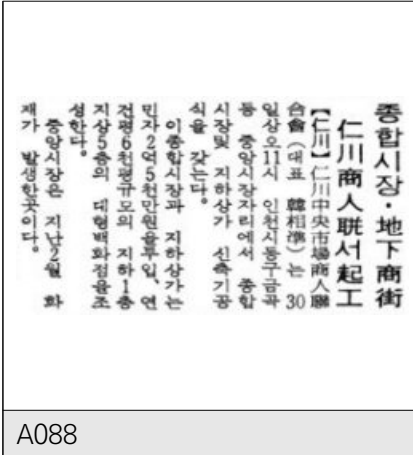 종합시장·地下商街
仁川商人联서起工
【仁川】仁川中央市場商人聯
合會(대표 韓相準)는 30
일상오11시 인천시동구금곡
동 중앙시장자리에서 종합
시장및 지하상가 신축기공
식을 갖는다.
이종합시장과 지하상가는
민자2억5천만원을투입, 연
건평6천평규모의 지하1층
지상5층의 대형백화점을조
성한다.
중앙시장은 지난2월 화
재가 발생한곳이다.
A088